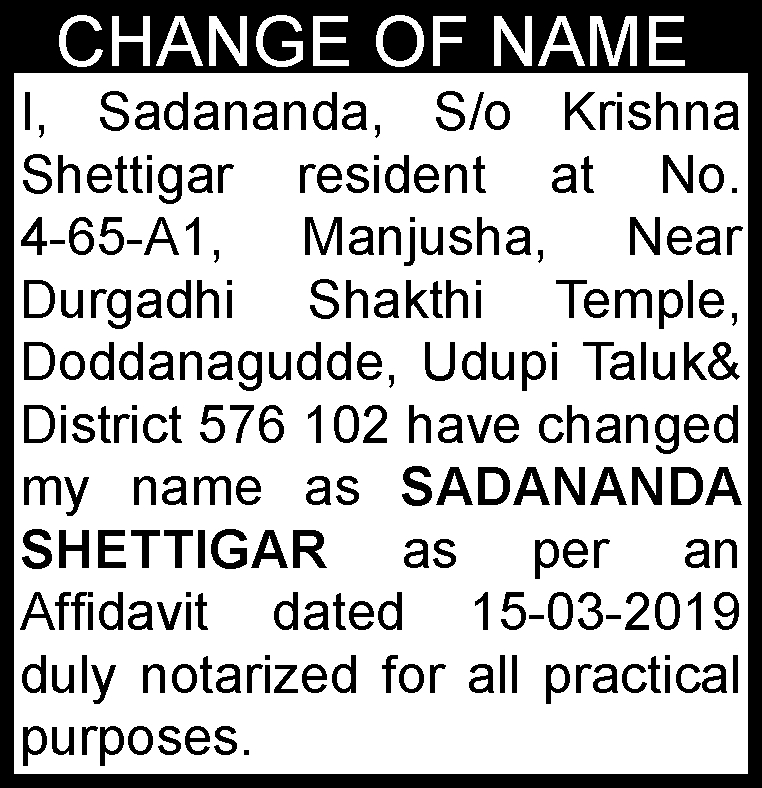 CHANGE OF NAME
I, Sadananda, S/o Krishna
Shettigar resident at No.
4-65-A1, Manjusha, Near
Durgadhi Shakthi Temple,
Doddanagudde, Udupi Taluk&
District 576 102 have changed
my name as SADANANDA
SHETTIGAR as per an
Affidavit dated 15-03-2019
duly notarized for all practical
purposes.